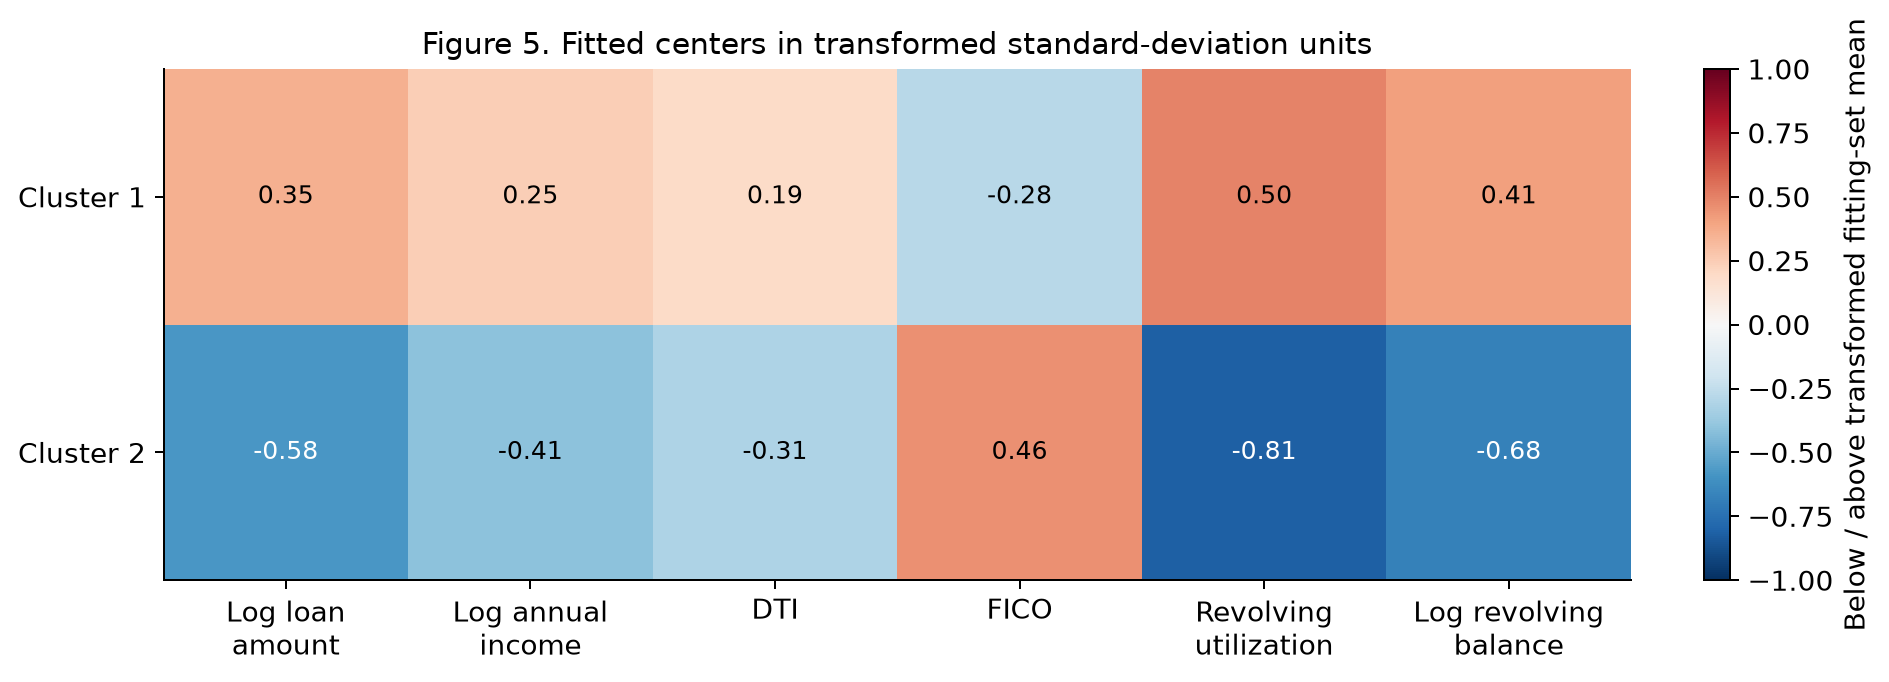 Figure 5. Fitted centers in transformed standard-deviation units
Cluster 1
0.35
0.25
0.19
-0.28
0.50
0.41
Cluster 2
-0.58
-0.41
-0.31
0.46
-0.81
-0.68
Log loan
amount
Log annual
income
DTI
FICO
Revolving
utilization
Log revolving
balance
1.00
0.75
0.50
0.25
0.00
−0.25
−0.50
−0.75
−1.00
Below / above transformed fitting-set mean